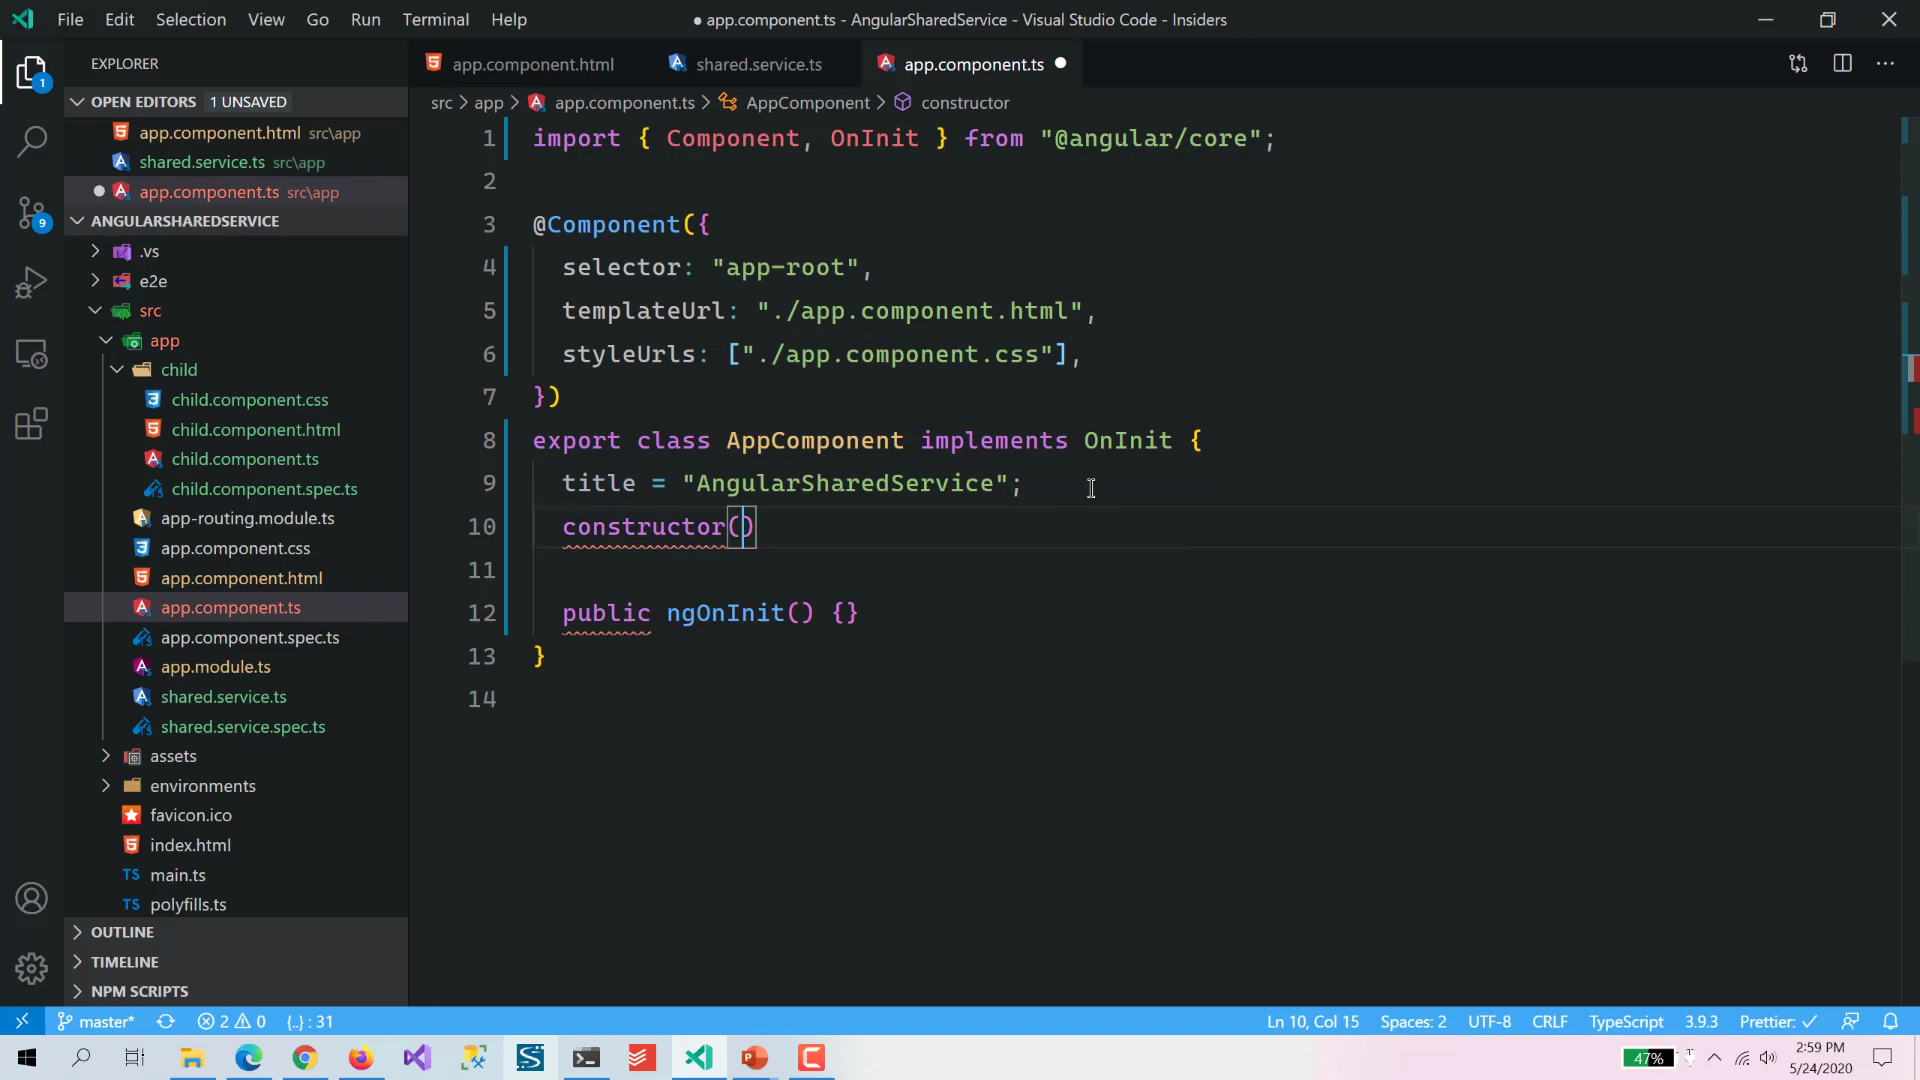 File Edit Selection View Go Run Terminal Help
● app.component.ts - AngularSharedService - Visual Studio Code - Insiders
EXPLORER
OPEN EDITORS 1 UNSAVED
app.component.html src\app
shared.service.ts src\app
app.component.ts src\app
ANGULARSHAREDSERVICE
.vs
e2e
src
app
child
child.component.css
child.component.html
child.component.ts
child.component.spec.ts
app-routing.module.ts
app.component.css
app.component.html
app.component.ts
app.component.spec.ts
app.module.ts
shared.service.ts
shared.service.spec.ts
assets
environments
favicon.ico
index.html
main.ts
polyfills.ts
OUTLINE
TIMELINE
NPM SCRIPTS
1
9
app.component.html shared.service.ts app.component.ts
src > app > app.component.ts > AppComponent > constructor
1 import { Component, OnInit } from "@angular/core";
2
3 @Component({
4 selector: "app-root",
5 templateUrl: "./app.component.html",
6 styleUrls: ["./app.component.css"],
7 })
8 export class AppComponent implements OnInit {
9 title = "AngularSharedService";
10 constructor()
11
12 public ngOnInit() {}
13 }
14
master* 2 0 {..} : 31 Ln 10, Col 15 Spaces: 2 UTF-8 CRLF TypeScript 3.9.3 Prettier: ✓
47% 2:59 PM
5/24/2020